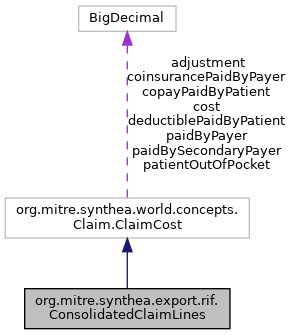 BigDecimal
adjustment
coinsurancePaidByPayer
copayPaidByPatient
cost
deductiblePaidByPatient
paidByPayer
paidBySecondaryPayer
patientOutOfPocket
org.mitre.synthea.world.concepts.
Claim.ClaimCost
org.mitre.synthea.export.rif.
ConsolidatedClaimLines